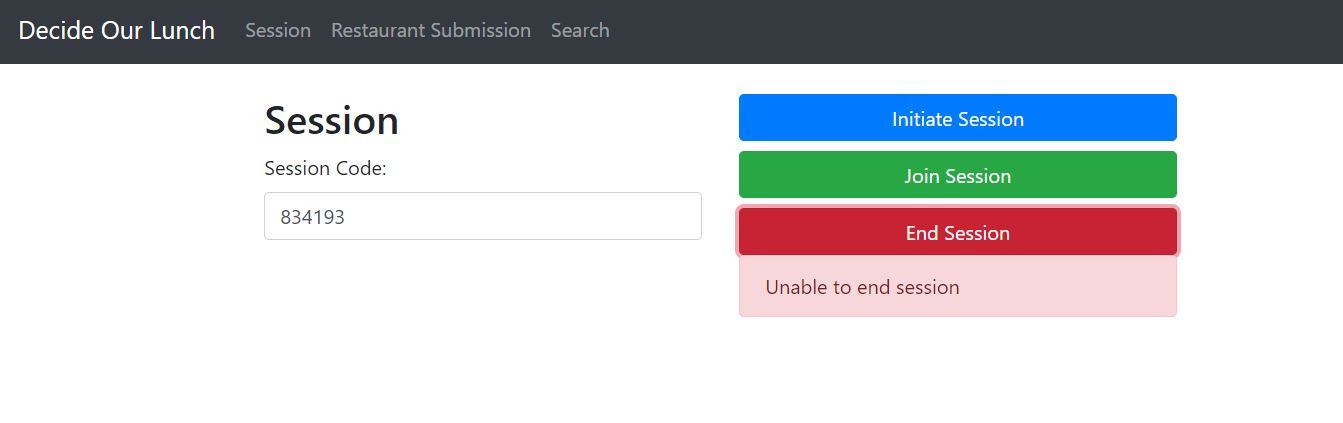 Decide Our Lunch Session Restaurant Submission Search
Session
Session Code:
834193
Initiate Session
Join Session
End Session
Unable to end session